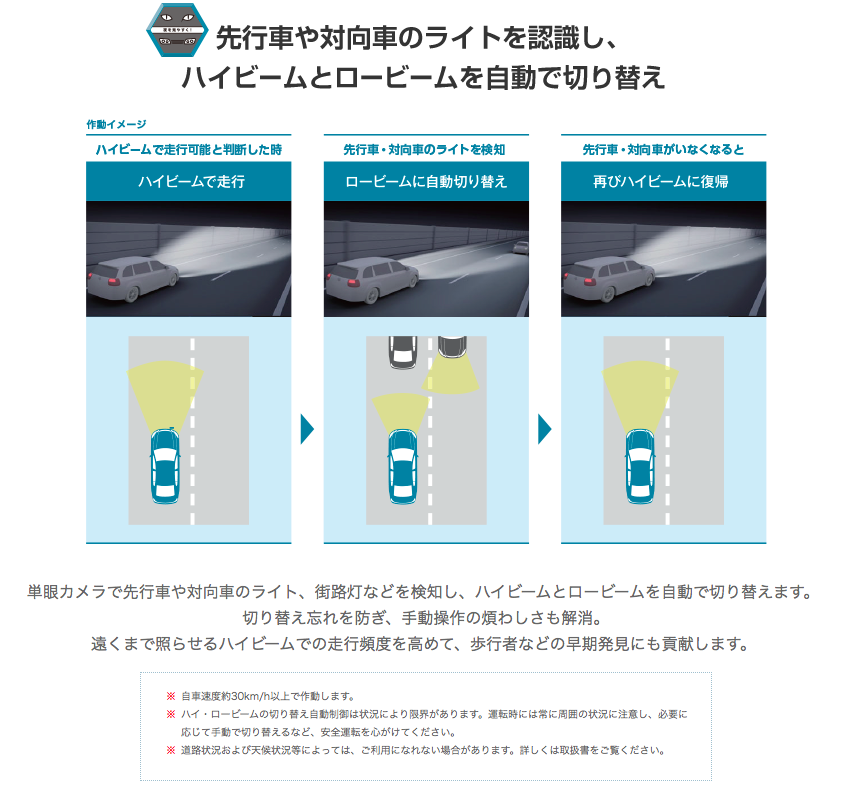 夜を見やすく!
先行車や対向車のライトを認識し、
ハイビームとロービームを自動で切り替え
作動イメージ
ハイビームで走行可能と判断した時
ハイビームで走行
先行車・対向車のライトを検知
ロービームに自動切り替え
先行車・対向車がいなくなると
再びハイビームに復帰
単眼カメラで先行車や対向車のライト、街路灯などを検知し、ハイビームとロービームを自動で切り替えます。
切り替え忘れを防ぎ、手動操作の煩わしさも解消。
遠くまで照らせるハイビームでの走行頻度を高めて、歩行者などの早期発見にも貢献します。
※ 自車速度約30km/h以上で作動します。
※ ハイ・ロービームの切り替え自動制御は状況により限界があります。運転時には常に周囲の状況に注意し、必要に
応じて手動で切り替えるなど、安全運転を心がけてください。
※ 道路状況および天候状況等によっては、ご利用になれない場合があります。詳しくは取扱書をご覧ください。